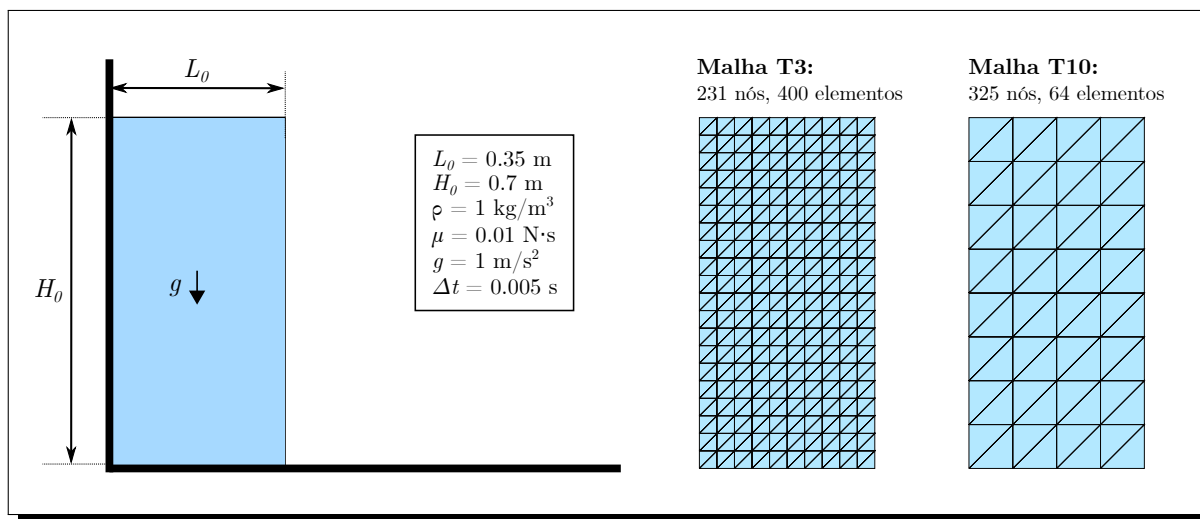 L₀
H₀
g
L₀ = 0.35 m
H₀ = 0.7 m
ρ = 1 kg/m³
μ = 0.01 N·s
g = 1 m/s²
Δt = 0.005 s
Malha T3:
231 nós, 400 elementos
Malha T10:
325 nós, 64 elementos